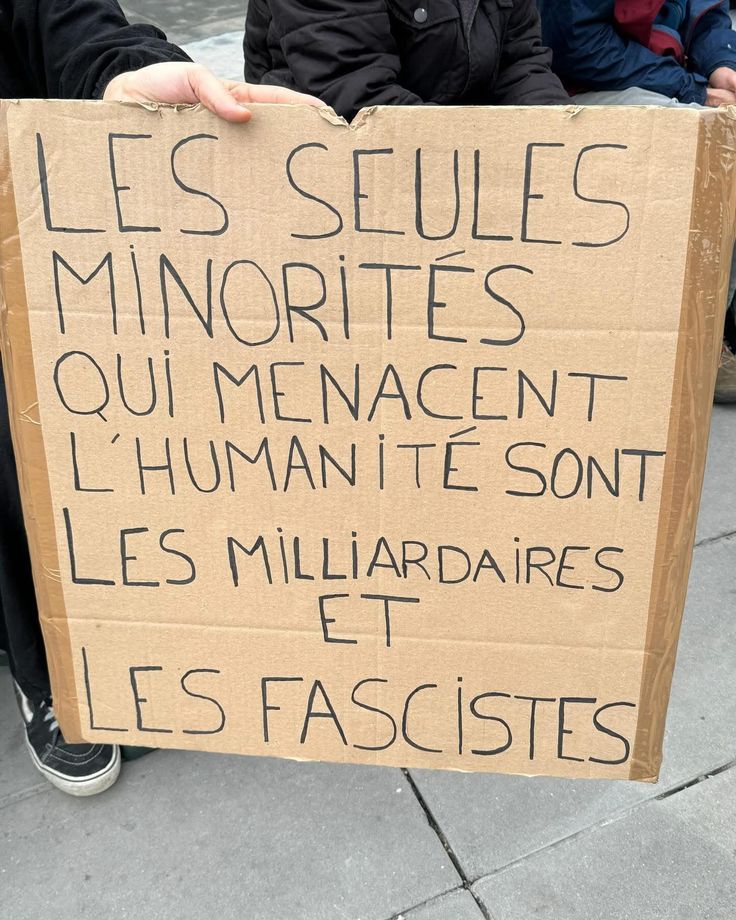 LES SEULES
MINORITÉS
QUI MENACENT
L'HUMANITÉ SONT
LES MILLIARDAIRES
ET
LES FASCISTES